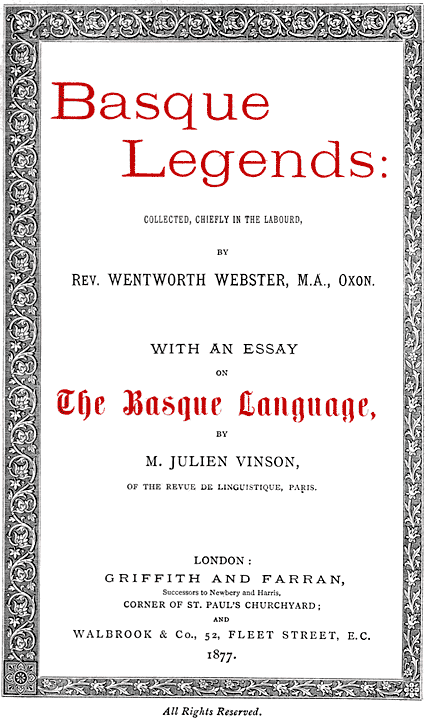 Basque
Legends:
COLLECTED, CHIEFLY IN THE LABOURD,
BY
REV. WENTWORTH WEBSTER, M.A., OXON.
WITH AN ESSAY
ON
The Basque Language,
BY
M. JULIEN VINSON,
OF THE REVUE DE LINGUISTIQUE, PARIS.
LONDON:
GRIFFITH AND FARRAN,
Successors to Newbery and Harris,
CORNER OF ST. PAUL'S CHURCHYARD;
AND
WALBROOK & Co., 52, FLEET STREET, E.C.
1877.
All Rights Reserved.